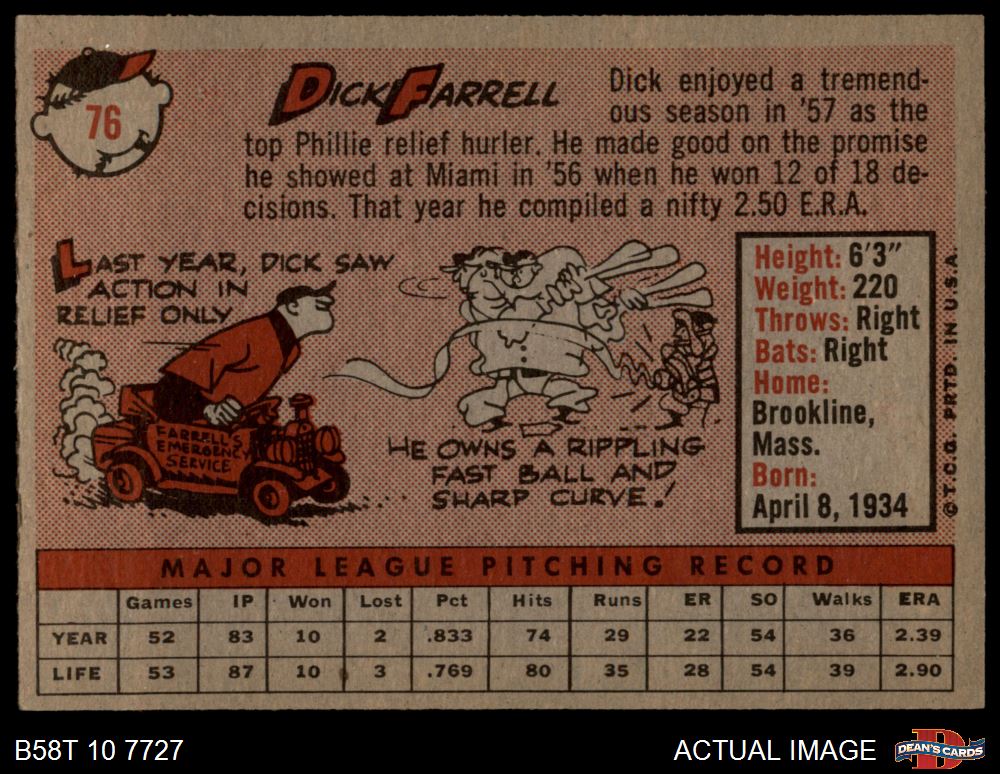 76
DICK FARRELL
Dick enjoyed a tremend-
ous season in '57 as the
top Phillie relief hurler. He made good on the promise
he showed at Miami in '56 when he won 12 of 18 de-
cisions. That year he compiled a nifty 2.50 E.R.A.
LAST YEAR, DICK SAW
ACTION IN
RELIEF ONLY
FARRELL'S
EMERGENCY
SERVICE
HE OWNS A RIPPLING
FAST BALL AND
SHARP CURVE!
Height: 6'3"
Weight: 220
Throws: Right
Bats: Right
Home:
Brookline,
Mass.
Born:
April 8, 1934
© T.C.G. PRTD. IN U.S.A.
MAJOR LEAGUE PITCHING RECORD
Games IP Won Lost Pct Hits Runs ER SO Walks ERA
YEAR 52 83 10 2 .833 74 29 22 54 36 2.39
LIFE 53 87 10 3 .769 80 35 28 54 39 2.90
B58T 10 7727
ACTUAL IMAGE
D
DEAN'S CARDS